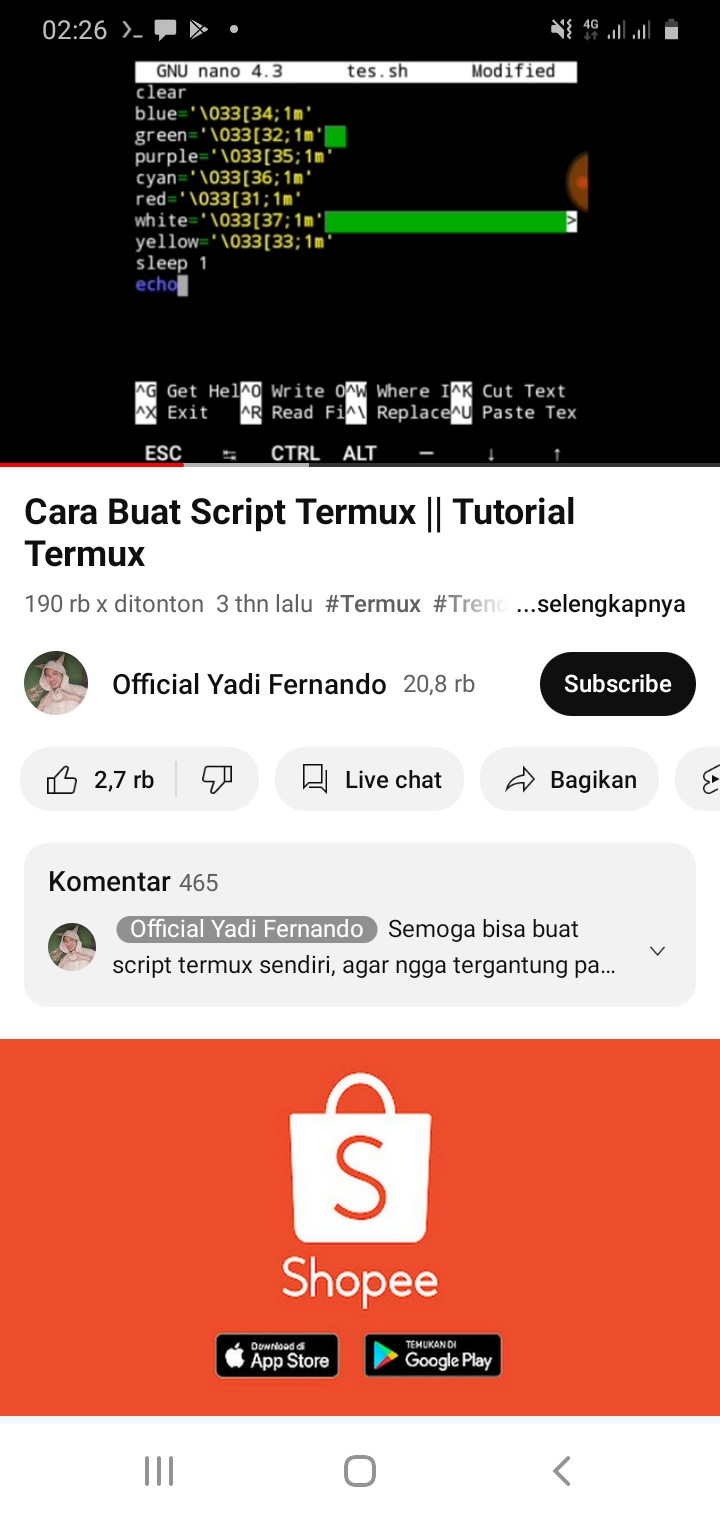 02:26 4G
GNU nano 4.3 tes.sh Modified
clear
blue='\033[34;1m'
green='\033[32;1m'
purple='\033[35;1m'
cyan='\033[36;1m'
red='\033[31;1m'
white='\033[37;1m' >
yellow='\033[33;1m'
sleep 1
echo
^G Get Hel^O Write O^W Where I^K Cut Text
^X Exit ^R Read Fi^\ Replace^U Paste Tex
ESC ↹ CTRL ALT – ↓ ↑
Cara Buat Script Termux || Tutorial
Termux
190 rb x ditonton 3 thn lalu #Termux #Trend ...selengkapnya
Official Yadi Fernando 20,8 rb Subscribe
2,7 rb Live chat Bagikan
Komentar 465
Official Yadi Fernando Semoga bisa buat
script termux sendiri, agar ngga tergantung pa...
S
Shopee
Download di TEMUKAN DI
App Store Google Play